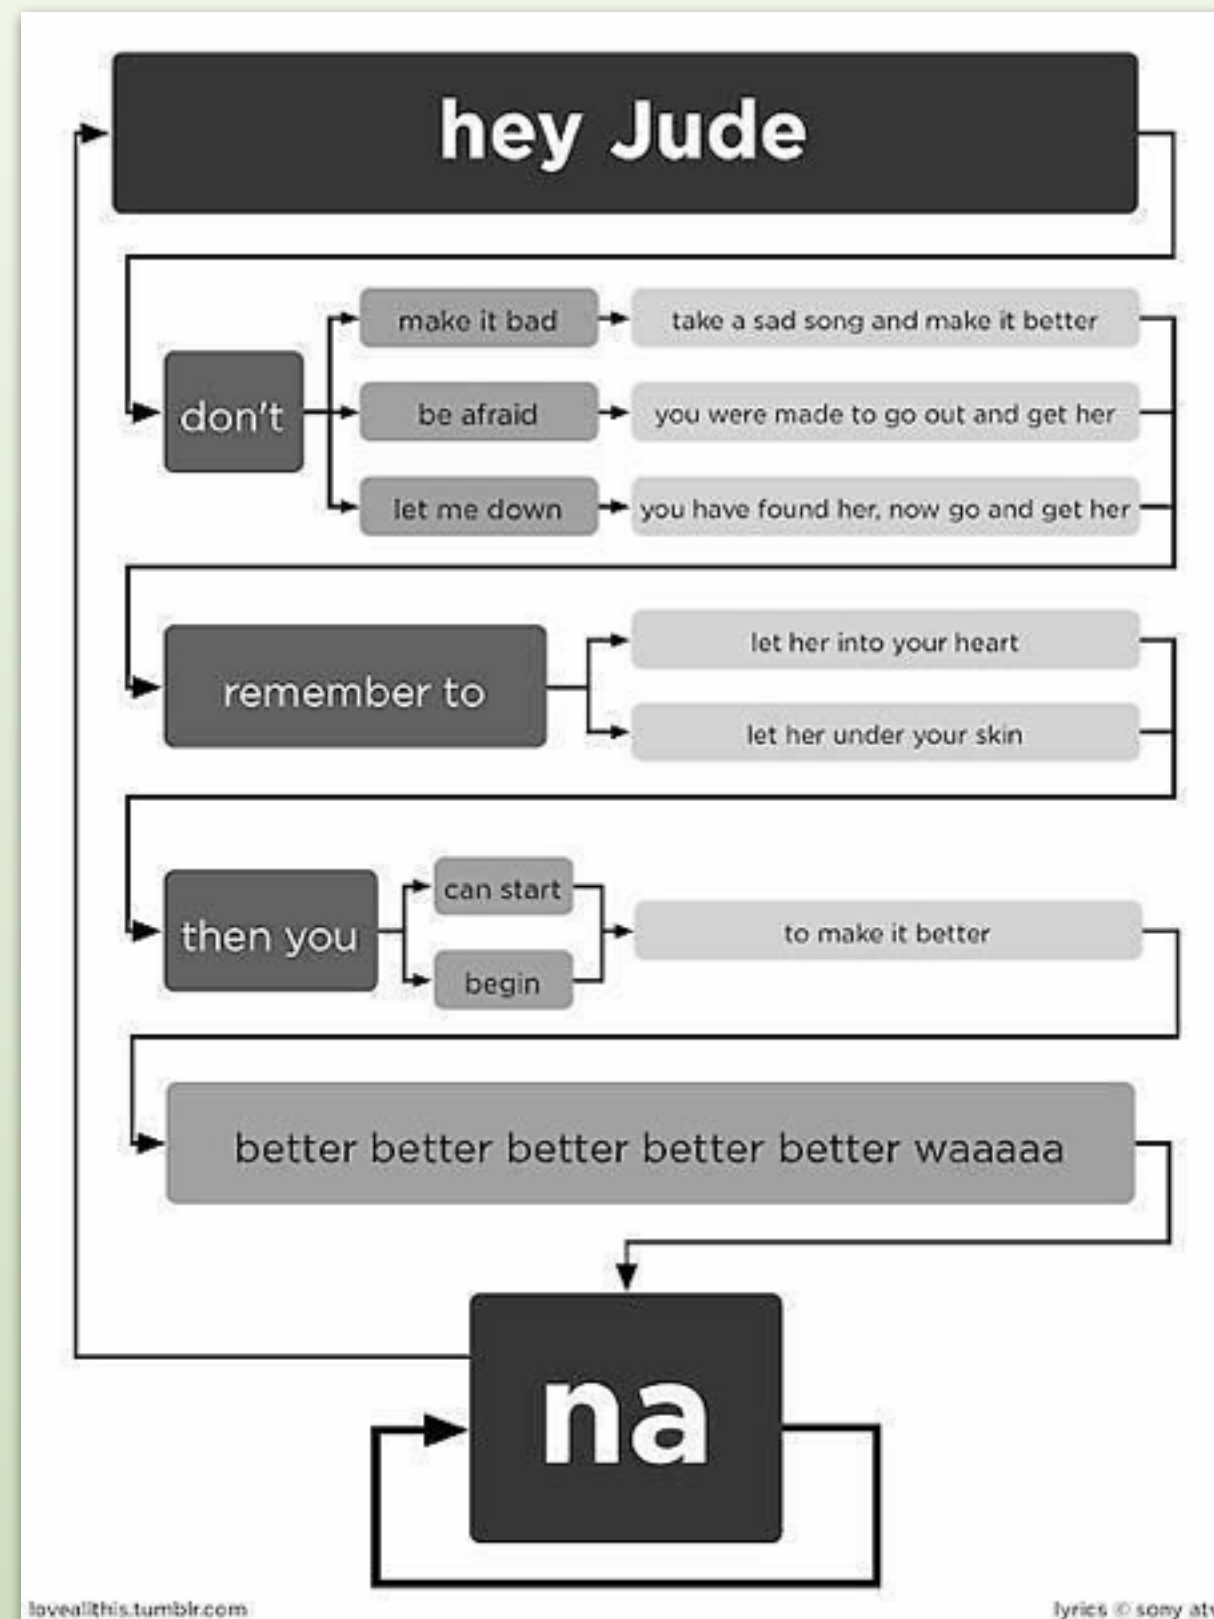 hey Jude
don't
make it bad
take a sad song and make it better
be afraid
you were made to go out and get her
let me down
you have found her, now go and get her
remember to
let her into your heart
let her under your skin
then you
can start
begin
to make it better
better better better better better waaaaa
na
loveallthis.tumblr.com
lyrics © sony atv